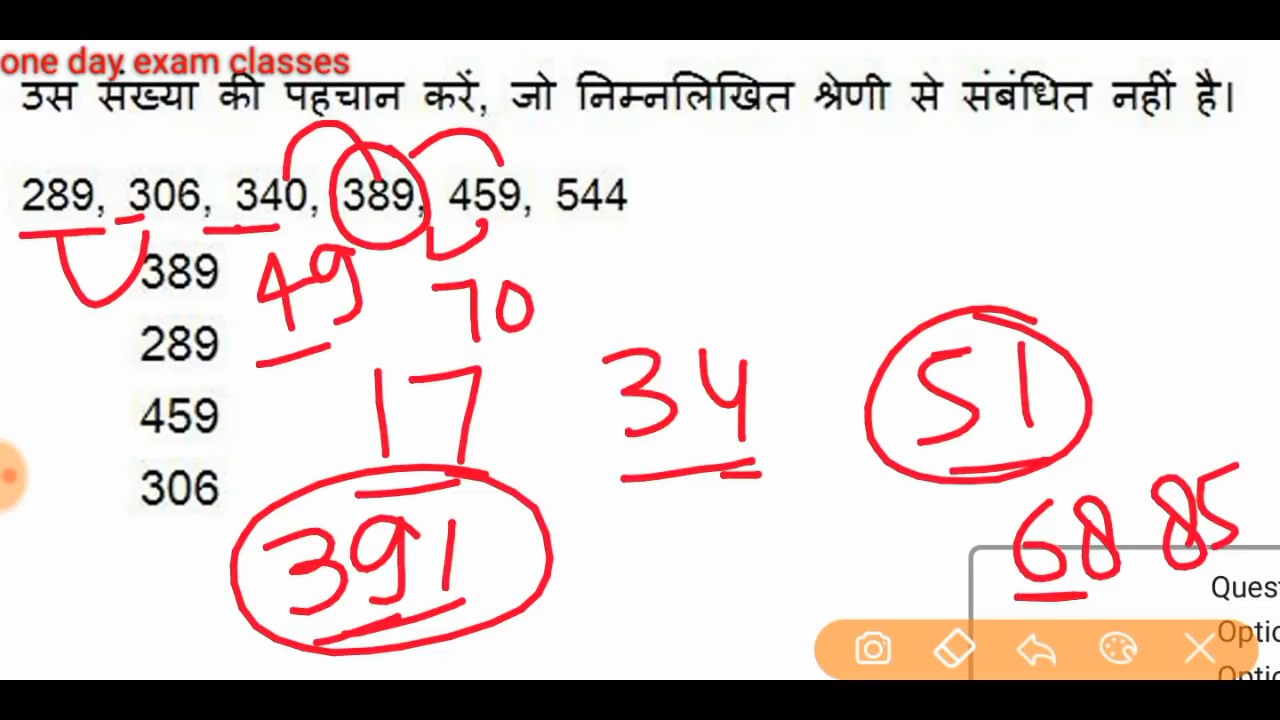 one day exam classes
उस संख्या की पहचान करें, जो निम्नलिखित श्रेणी से संबंधित नहीं है।
289, 306, 340, 389, 459, 544
389
49
70
289
17
34
51
459
306
391
68 85
Ques
Optic